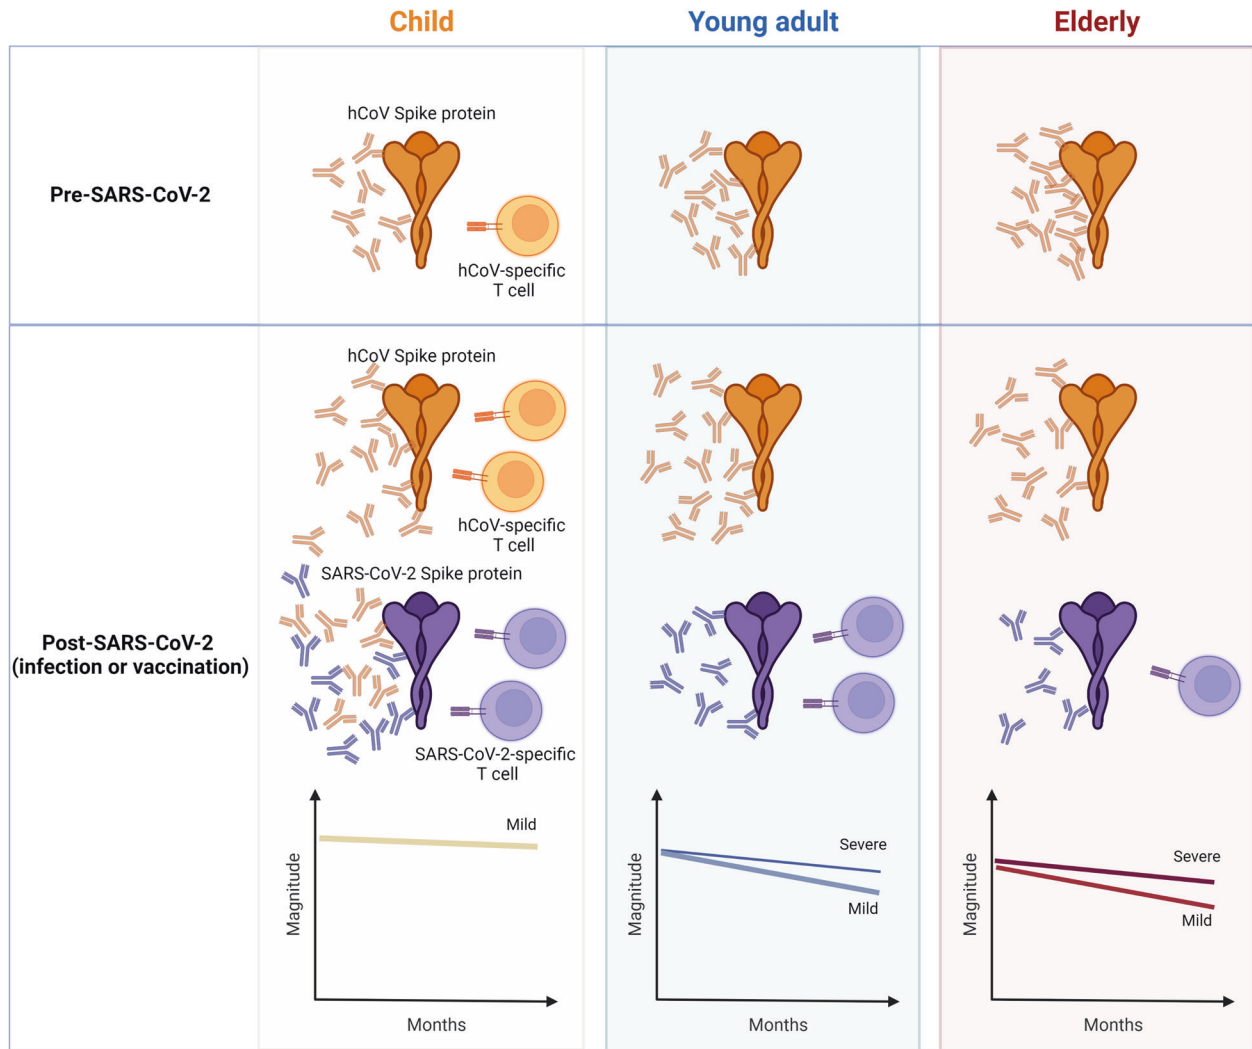 Child
Young adult
Elderly
Pre-SARS-CoV-2
hCoV Spike protein
hCoV-specific
T cell
Post-SARS-CoV-2
(infection or vaccination)
hCoV Spike protein
hCoV-specific
T cell
SARS-CoV-2 Spike protein
SARS-CoV-2-specific
T cell
Magnitude
Mild
Months
Magnitude
Severe
Mild
Months
Magnitude
Severe
Mild
Months